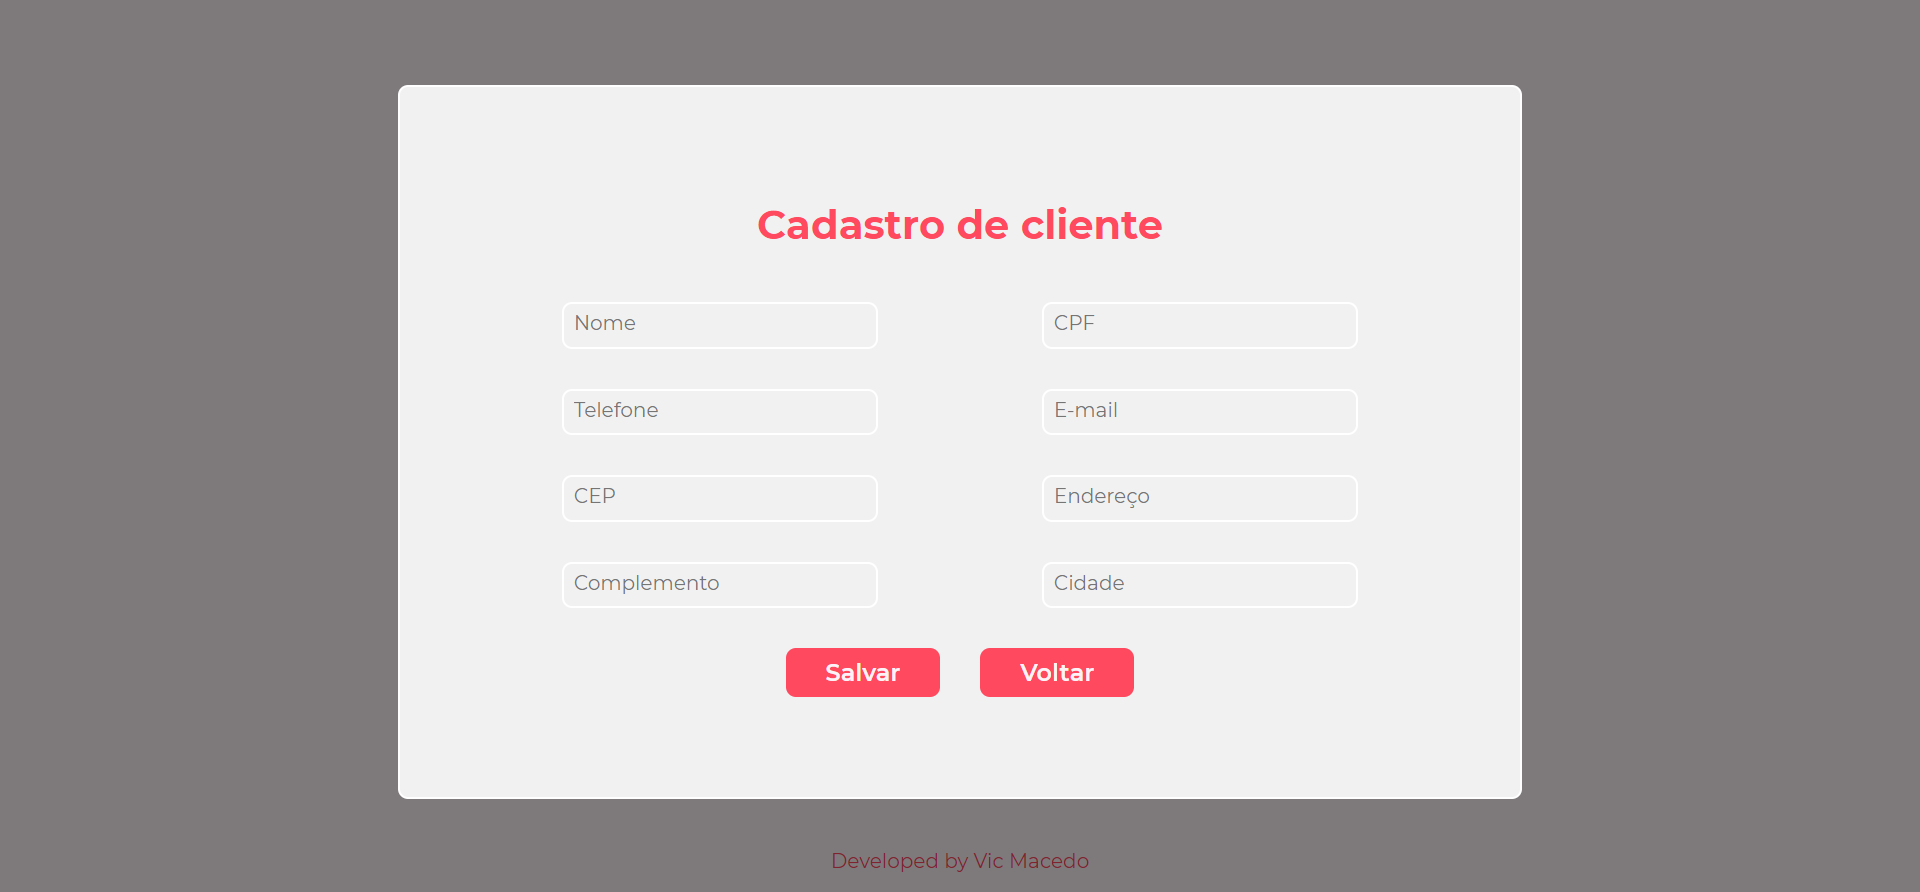 Cadastro de cliente
Nome
CPF
Telefone
E-mail
CEP
Endereço
Complemento
Cidade
Salvar
Voltar
Developed by Vic Macedo